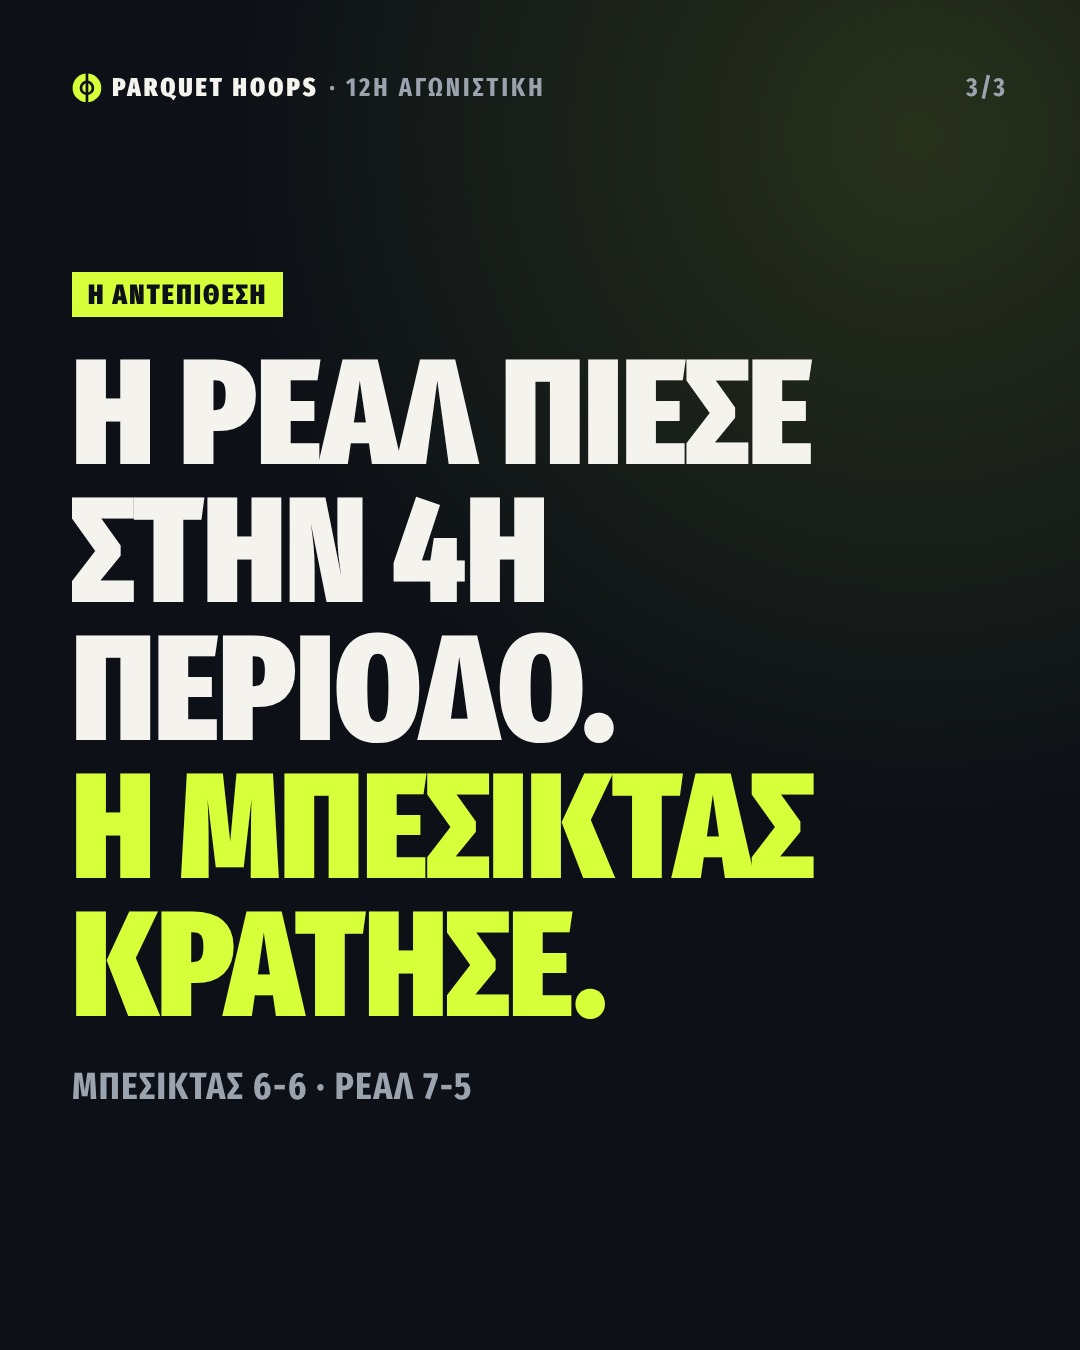 PARQUET HOOPS · 12Η ΑΓΩΝΙΣΤΙΚΗ 3/3
Η ΑΝΤΕΠΙΘΕΣΗ
Η ΡΕΑΛ ΠΙΕΣΕ
ΣΤΗΝ 4Η
ΠΕΡΙΟΔΟ.
Η ΜΠΕΣΙΚΤΑΣ
ΚΡΑΤΗΣΕ.
ΜΠΕΣΙΚΤΑΣ 6-6 · ΡΕΑΛ 7-5